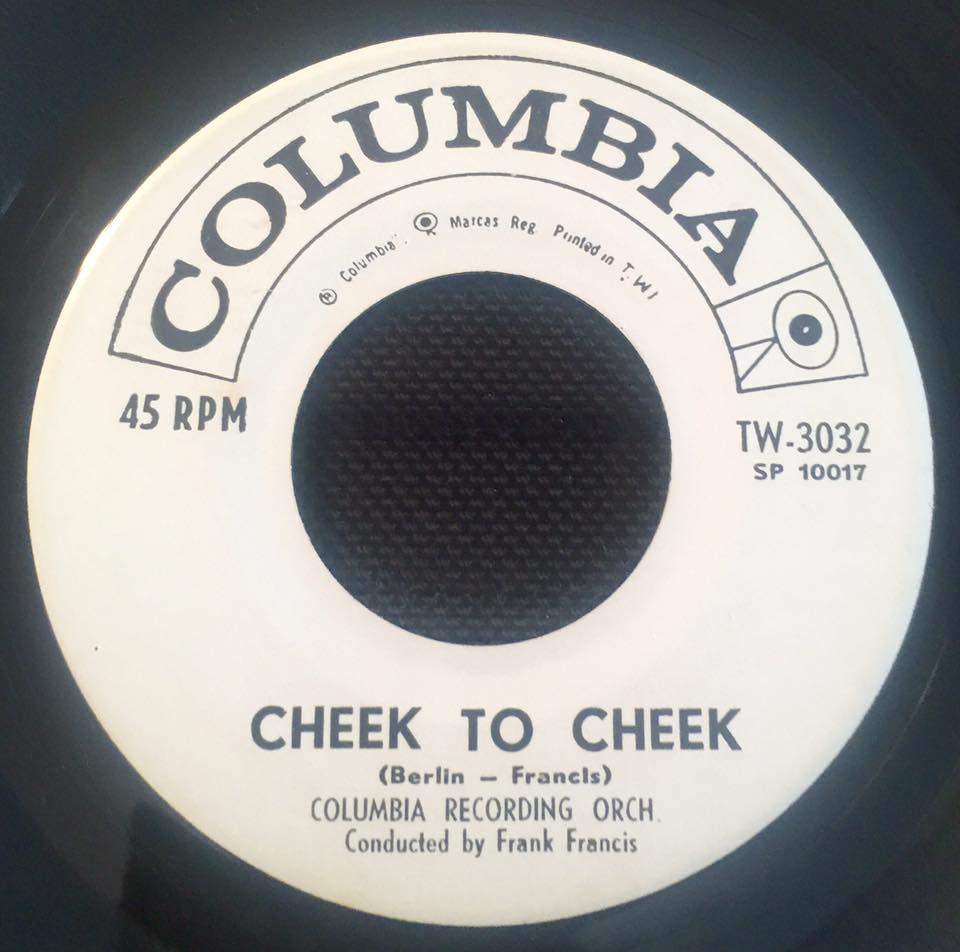 COLUMBIA
Ⓡ "Columbia". Marcas Reg. Printed in T.W.I
45 RPM
TW-3032
SP 10017
CHEEK TO CHEEK
(Berlin — Francis)
COLUMBIA RECORDING ORCH.
Conducted by Frank Francis